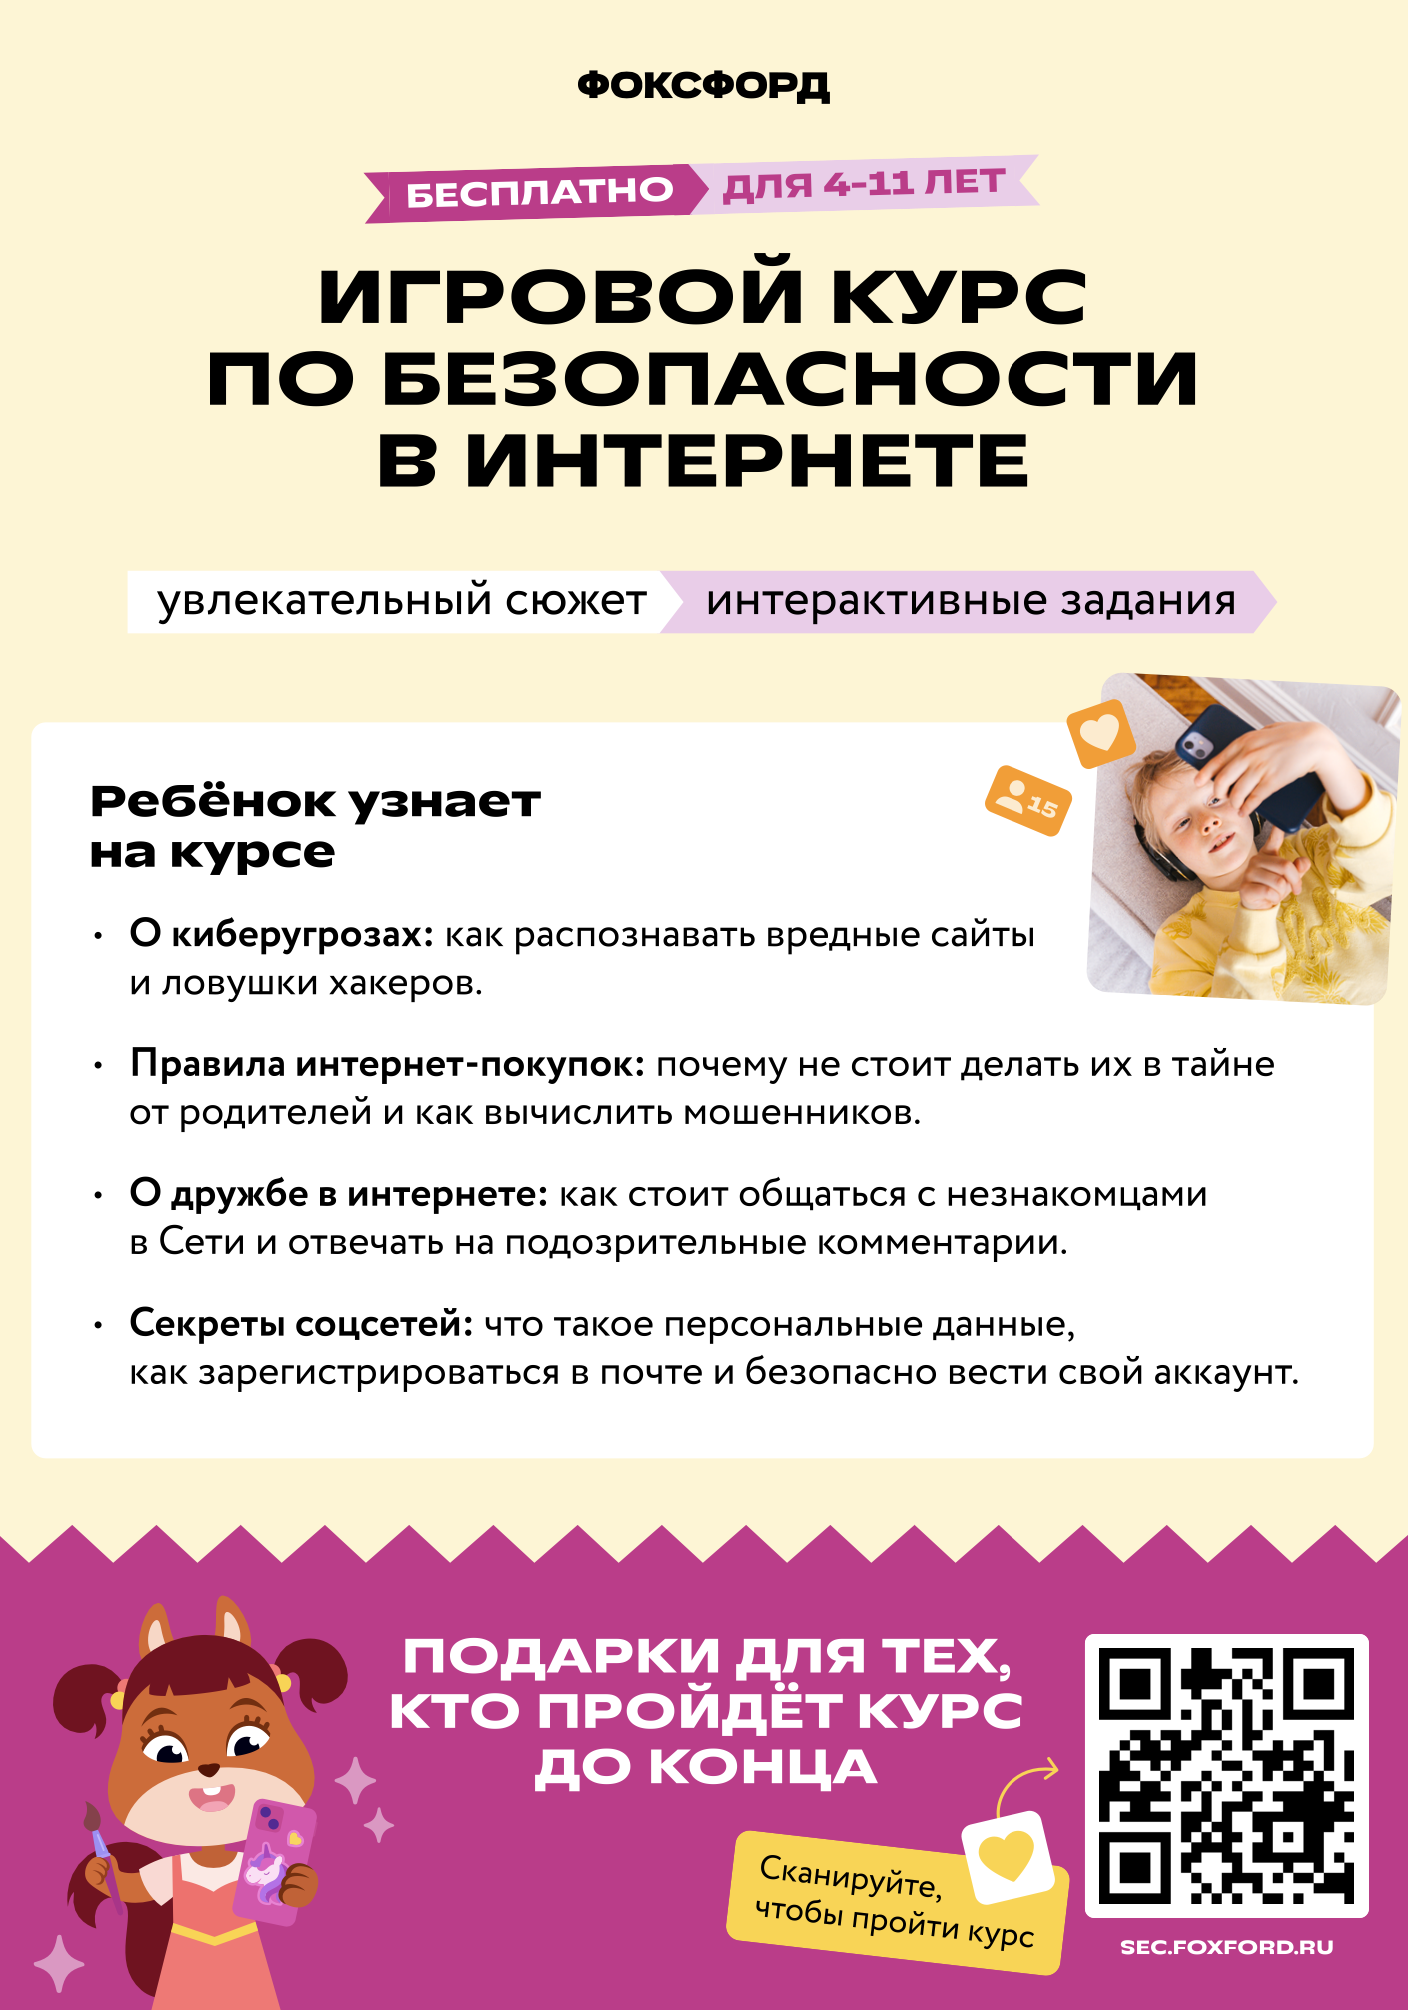 ФОКСФОРД
БЕСПЛАТНО ДЛЯ 4-11 ЛЕТ
ИГРОВОЙ КУРС
ПО БЕЗОПАСНОСТИ
В ИНТЕРНЕТЕ
увлекательный сюжет интерактивные задания
15
Ребёнок узнает
на курсе
• О киберугрозах: как распознавать вредные сайты
и ловушки хакеров.
• Правила интернет-покупок: почему не стоит делать их в тайне
от родителей и как вычислить мошенников.
• О дружбе в интернете: как стоит общаться с незнакомцами
в Сети и отвечать на подозрительные комментарии.
• Секреты соцсетей: что такое персональные данные,
как зарегистрироваться в почте и безопасно вести свой аккаунт.
ПОДАРКИ ДЛЯ ТЕХ,
КТО ПРОЙДЁТ КУРС
ДО КОНЦА
Сканируйте,
чтобы пройти курс
SEC.FOXFORD.RU